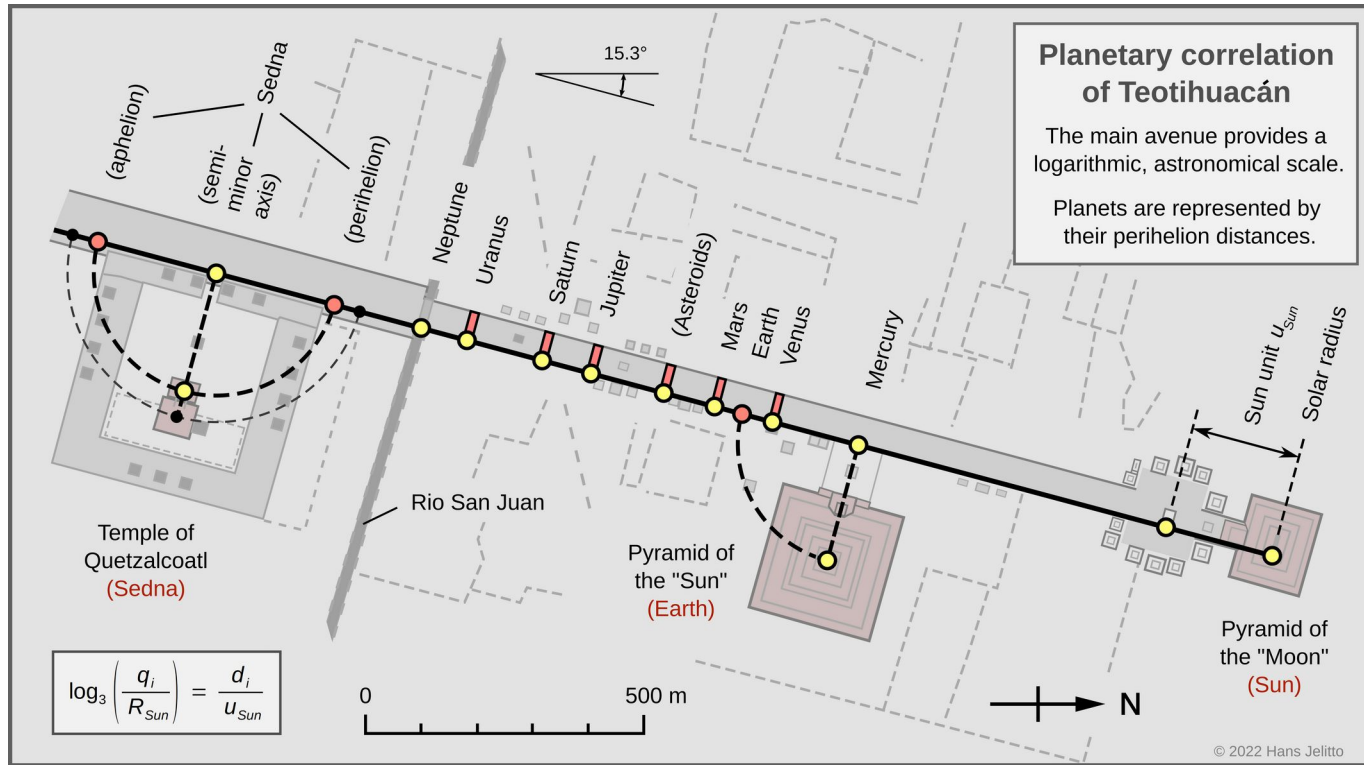 Planetary correlation
of Teotihuacán
The main avenue provides a
logarithmic, astronomical scale.
Planets are represented by
their perihelion distances.
15.3°
Sedna
(aphelion)
(semi-
minor
axis)
(perihelion)
Neptune
Uranus
Saturn
Jupiter
(Asteroids)
Mars
Earth
Venus
Mercury
Sun unit u_Sun
Solar radius
Rio San Juan
Temple of
Quetzalcoatl
(Sedna)
Pyramid of
the "Sun"
(Earth)
Pyramid of
the "Moon"
(Sun)
log₃ (q_i / R_Sun) = d_i / u_Sun
0 500 m
N
© 2022 Hans Jelitto